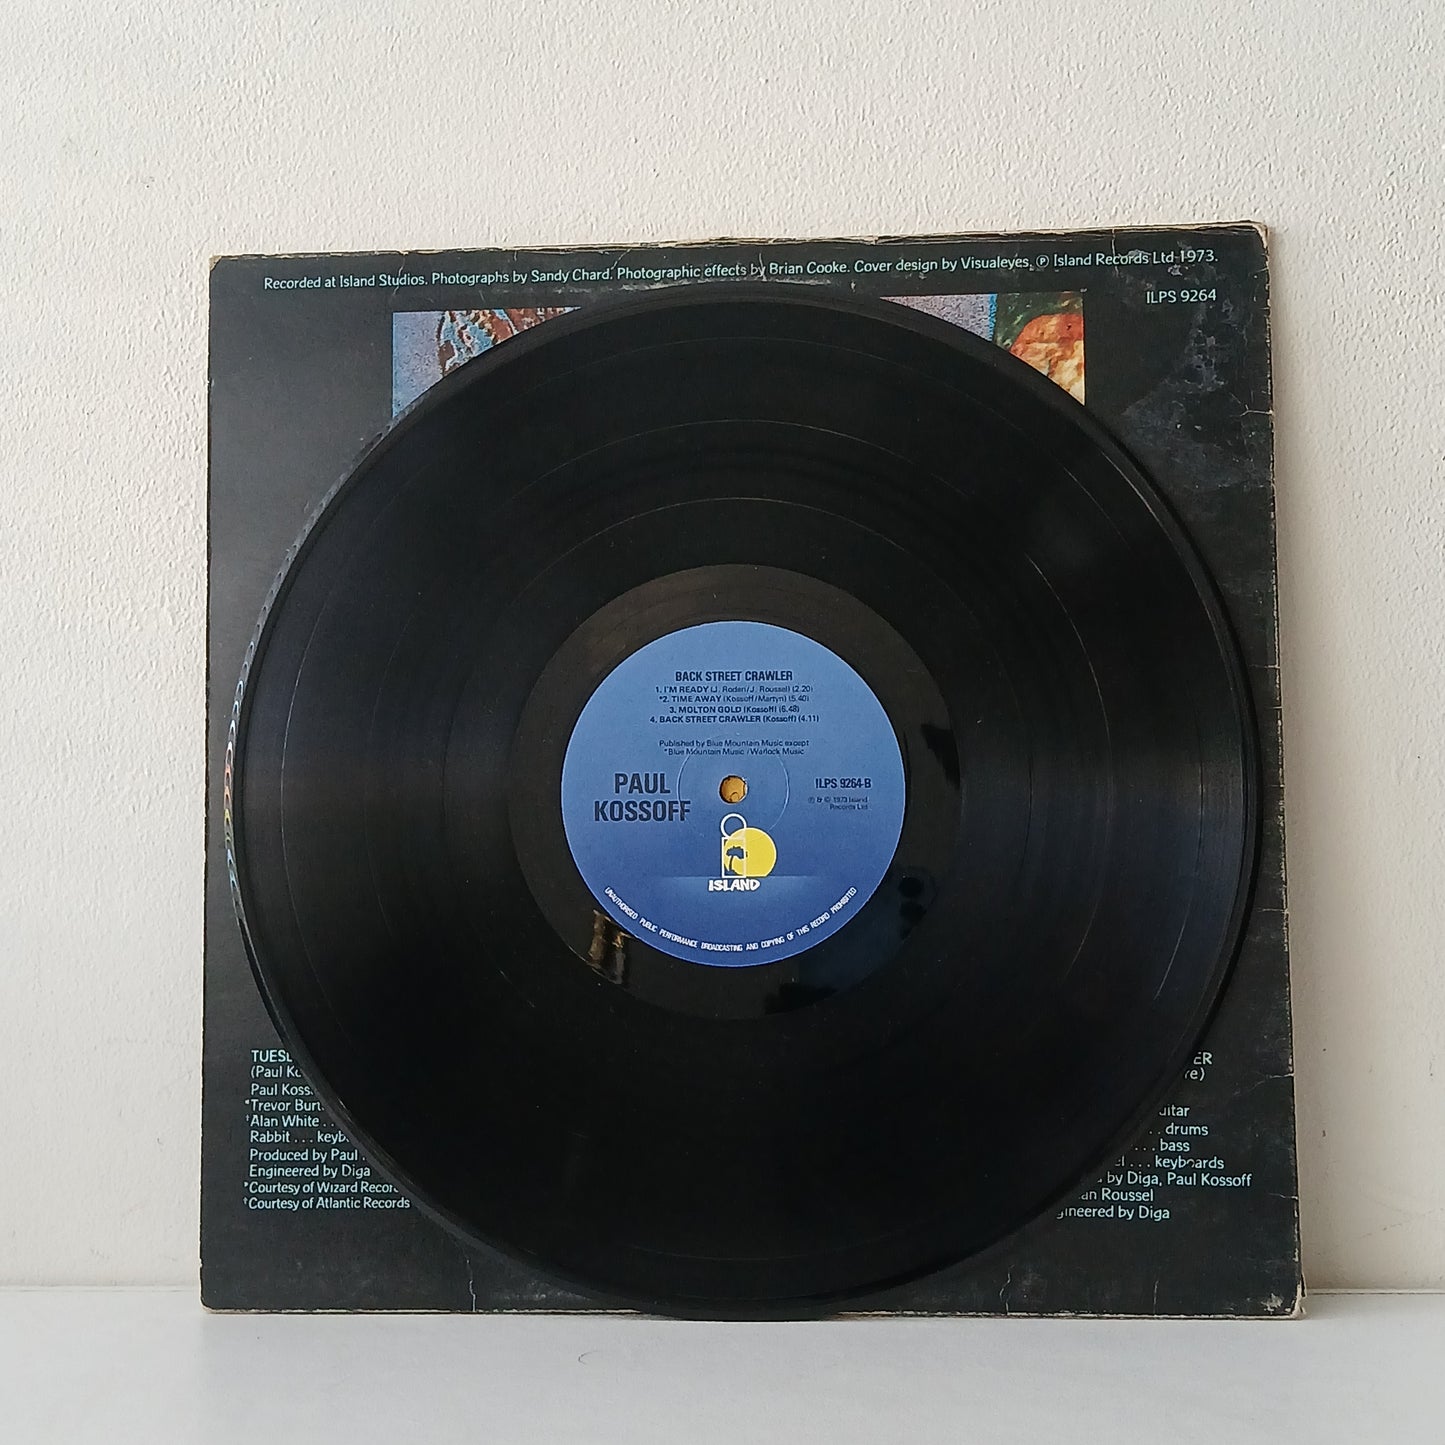 Recorded at Island Studios. Photographs by Sandy Chard. Photographic effects by Brian Cooke. Cover design by Visualeyes. ℗ Island Records Ltd 1973.
ILPS 9264
BACK STREET CRAWLER
1. I'M READY (J. Roden/J. Roussel) (2.20)
*2. TIME AWAY (Kossoff/Martyn) (5.40)
3. MOLTON GOLD (Kossoff) (6.48)
4. BACK STREET CRAWLER (Kossoff) (4.11)
Published by Blue Mountain Music except
*Blue Mountain Music/Warlock Music
PAUL
KOSSOFF
ILPS 9264-B
℗ & © 1973 Island
Records Ltd
ISLAND
UNAUTHORISED PUBLIC PERFORMANCE BROADCASTING AND COPYING OF THIS RECORD PROHIBITED
TUES
(Paul Ko
Paul Koss
*Trevor Burt
†Alan White . .
Rabbit . . . keyb
Produced by Paul
Engineered by Diga
*Courtesy of Wizard Recor
†Courtesy of Atlantic Records
ER
re)
uitar
. . drums
. . . bass
el . . . keyboards
by Diga, Paul Kossoff
an Roussel
gineered by Diga